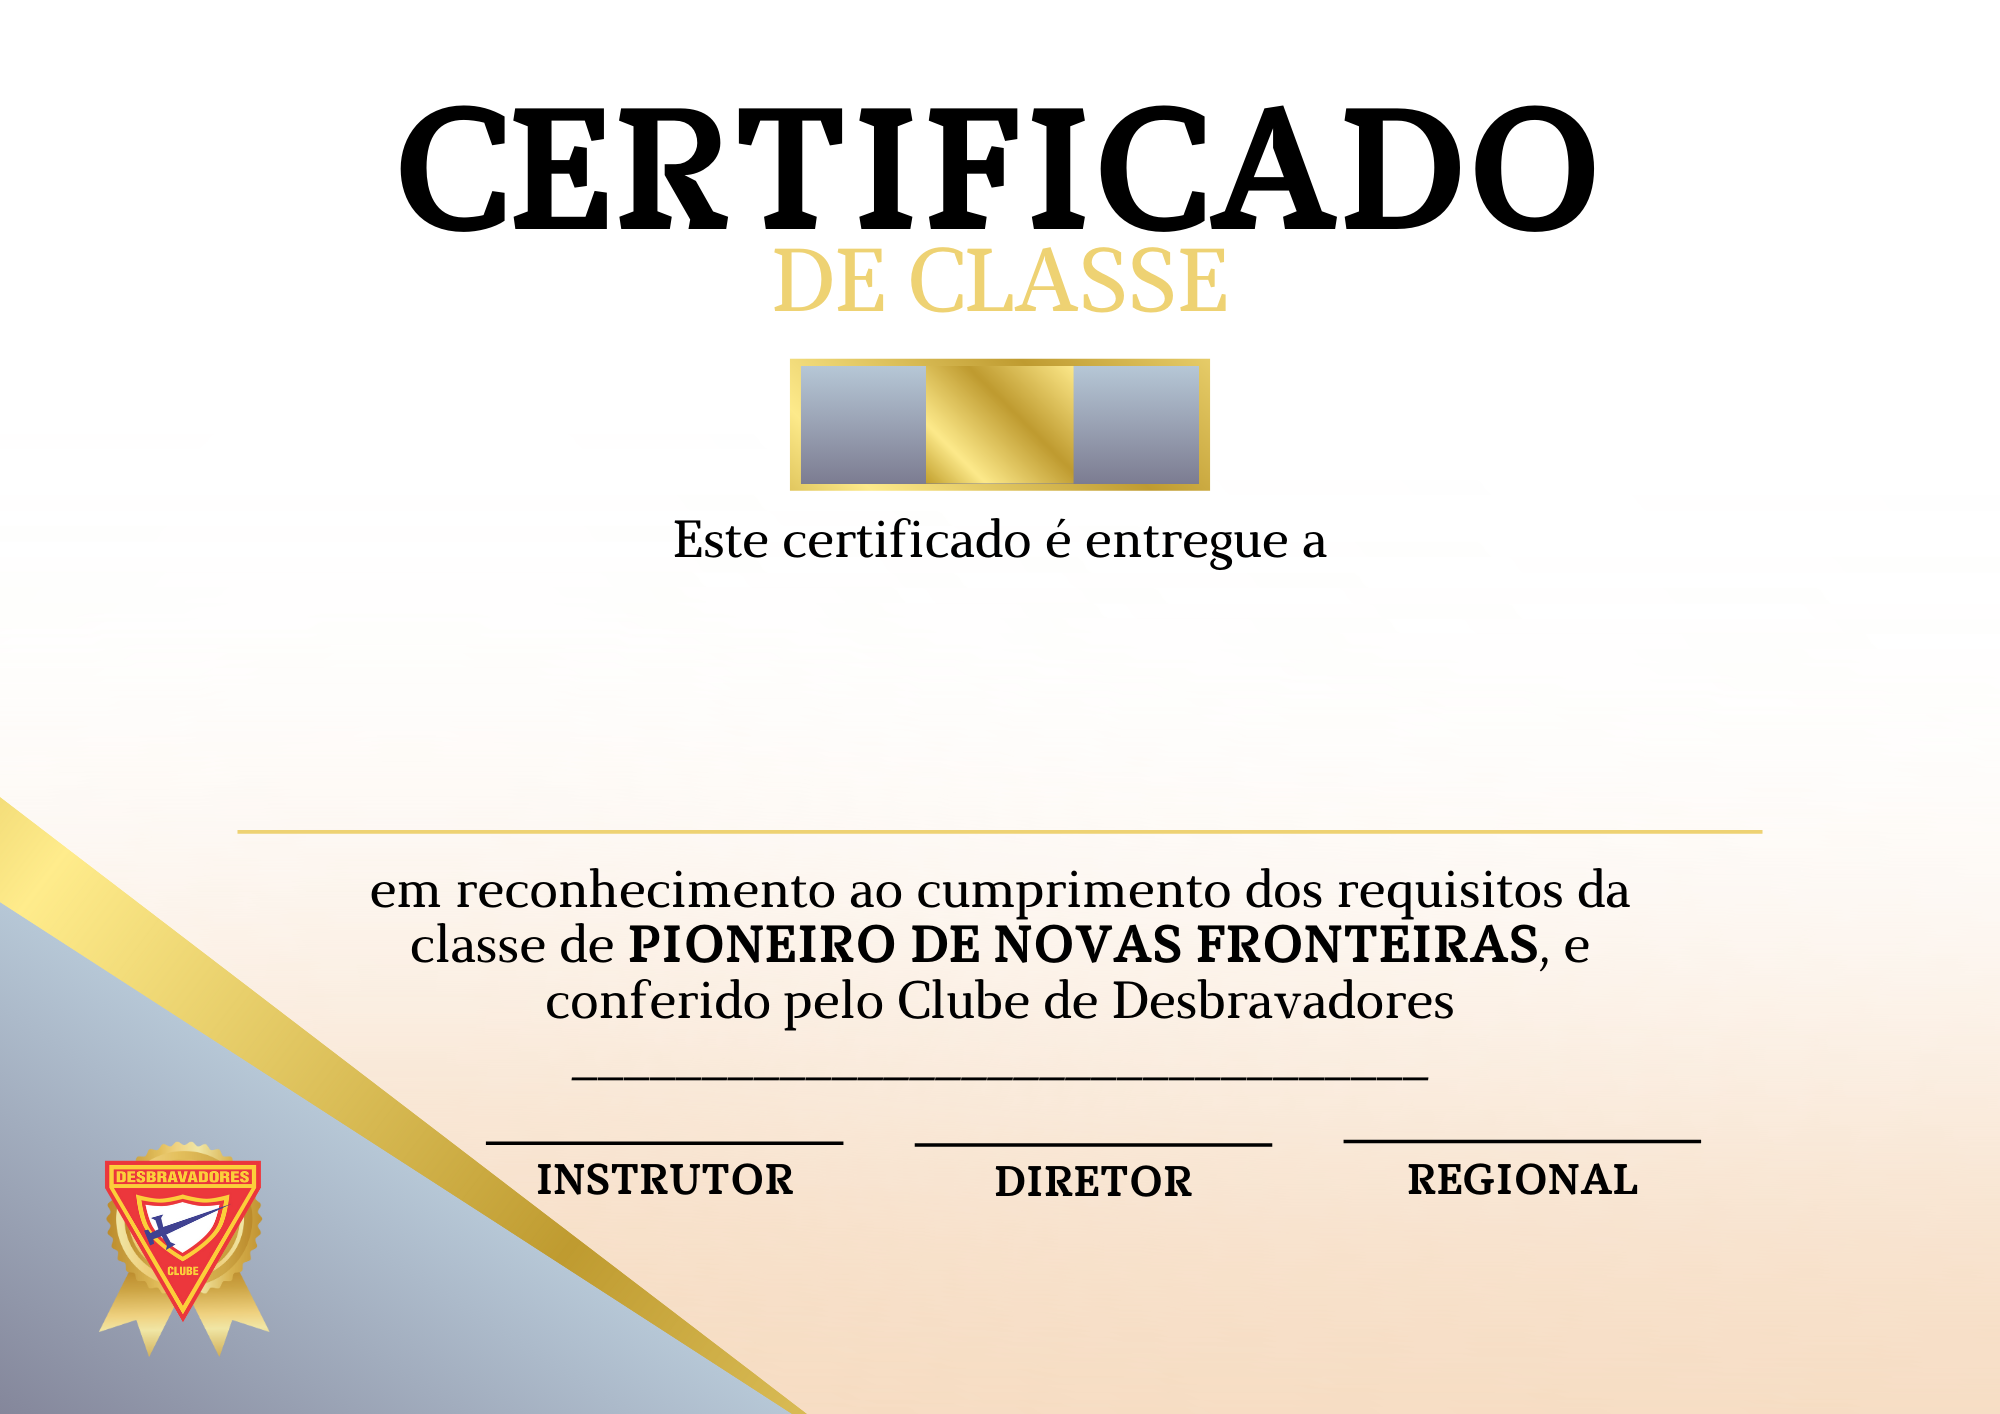 CERTIFICADO
DE CLASSE
Este certificado é entregue a
em reconhecimento ao cumprimento dos requisitos da
classe de PIONEIRO DE NOVAS FRONTEIRAS, e
conferido pelo Clube de Desbravadores
_________________________________
INSTRUTOR
DIRETOR
REGIONAL
DESBRAVADORES
CLUBE